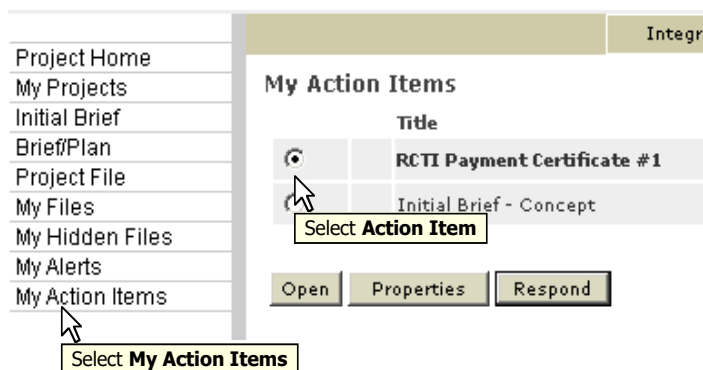 Integr
Project Home
My Projects
Initial Brief
Brief/Plan
Project File
My Files
My Hidden Files
My Alerts
My Action Items
My Action Items
Title
RCTI Payment Certificate #1
Initial Brief - Concept
Select Action Item
Open Properties Respond
Select My Action Items